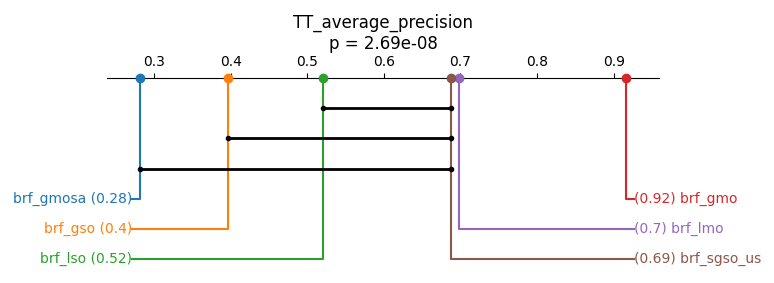 TT_average_precision
p = 2.69e-08
0.3 0.4 0.5 0.6 0.7 0.8 0.9
brf_gmosa (0.28) (0.92) brf_gmo
brf_gso (0.4) (0.7) brf_lmo
brf_lso (0.52) (0.69) brf_sgso_us